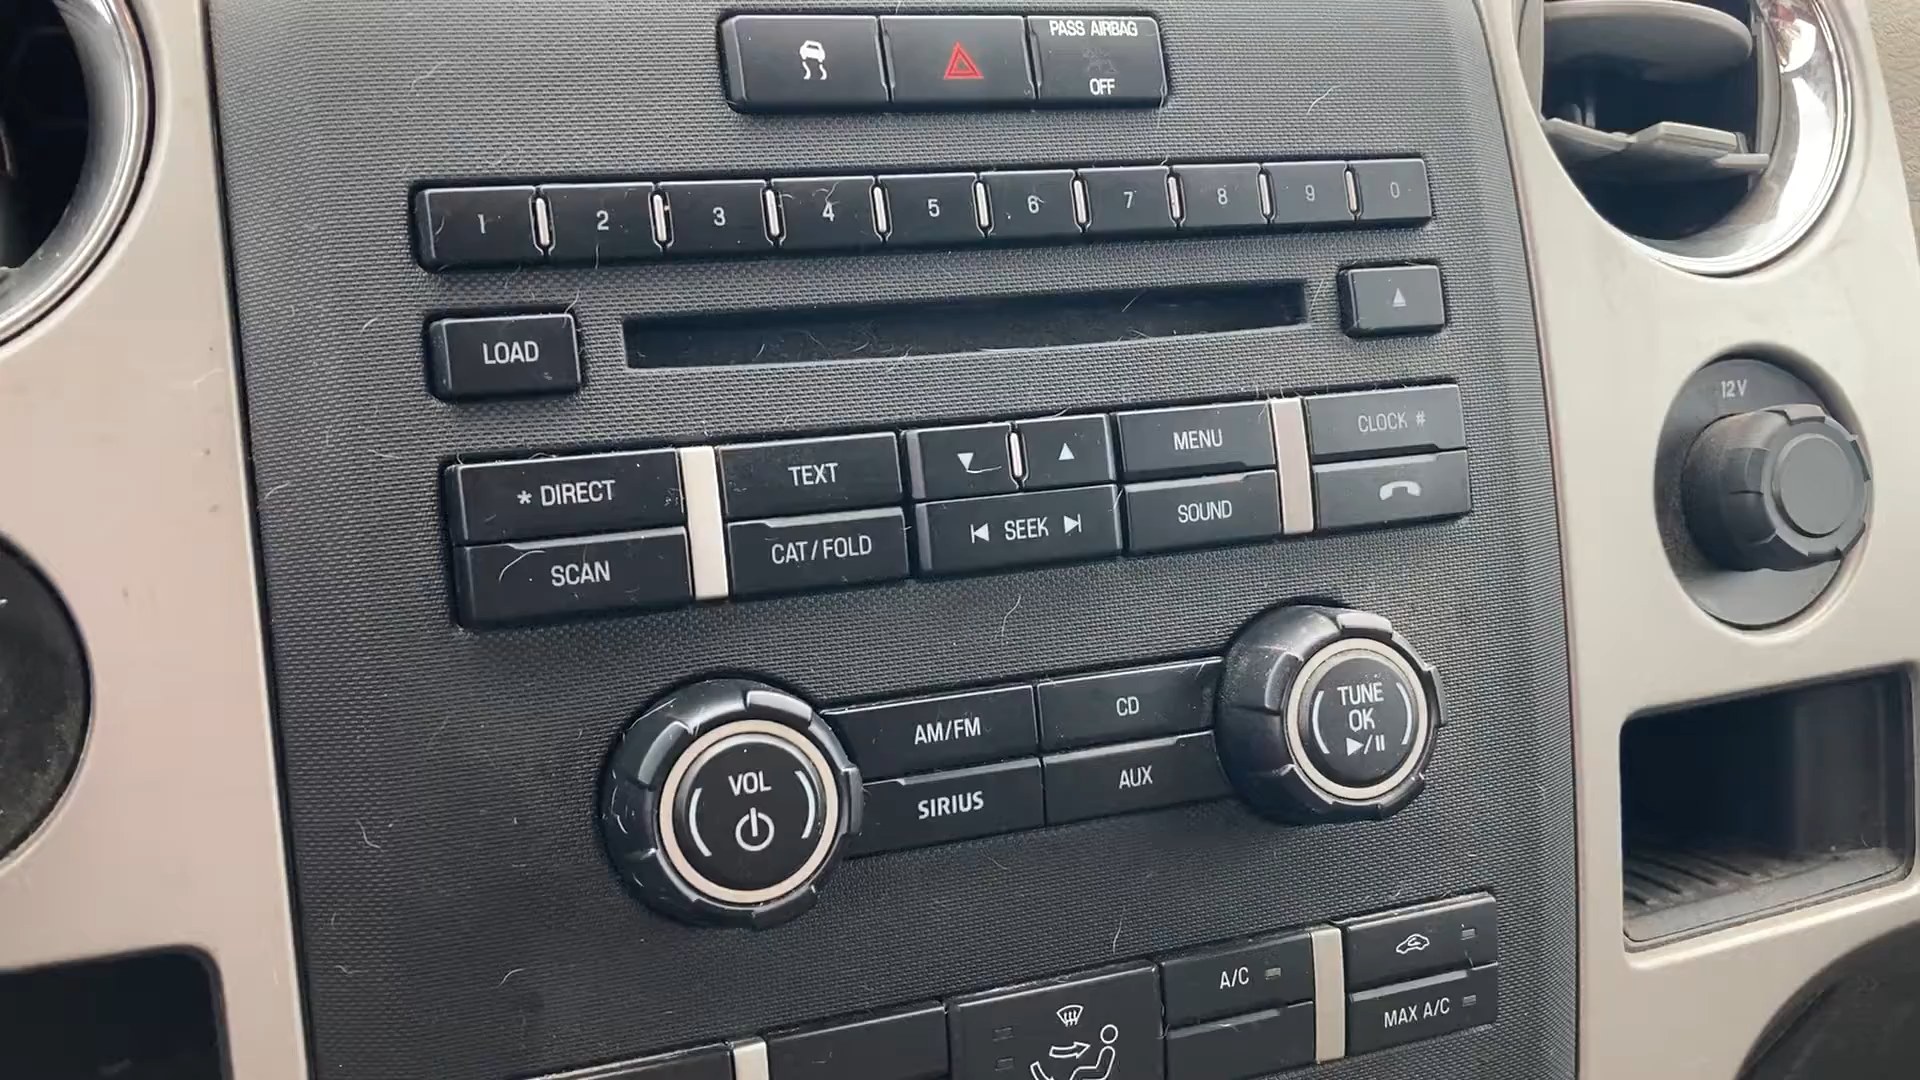 PASS AIRBAG
OFF
1 2 3 4 5 6 7 8 9 0
LOAD
12V
* DIRECT TEXT MENU CLOCK #
SCAN CAT/FOLD SEEK SOUND
AM/FM CD
SIRIUS AUX
VOL
TUNE
OK
A/C
MAX A/C